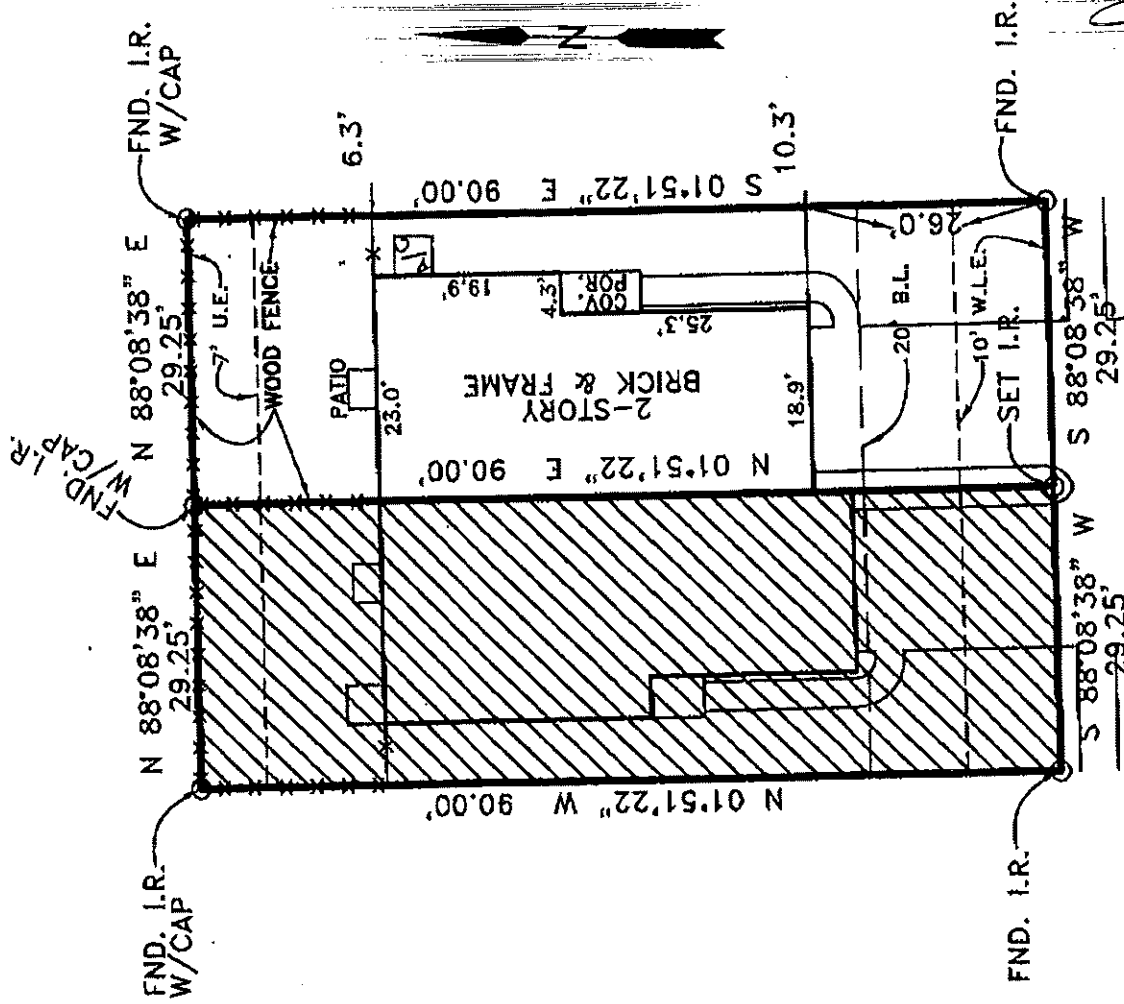 FND. I.R.
W/CAP
FND. I.R.
W/CAP
FND. I.R.
W/CAP
N 88°08'38" E
29.25'
N 88°08'38" E
29.25'
N
7' U.E.
WOOD FENCE
6.3'
PATIO
23.0'
C/P
19.9'
4.3'
COV.
POR.
25.3'
2-STORY
BRICK & FRAME
18.9'
10.3'
26.0'
N 01°51'22" W 90.00'
N 01°51'22" E 90.00'
S 01°51'22" E 90.00'
20' B.L.
10' W.L.E.
SET I.R.
FND. I.R.
FND. I.R.
S 88°08'38" W
29.25'
S 88°08'38" W
29.25'